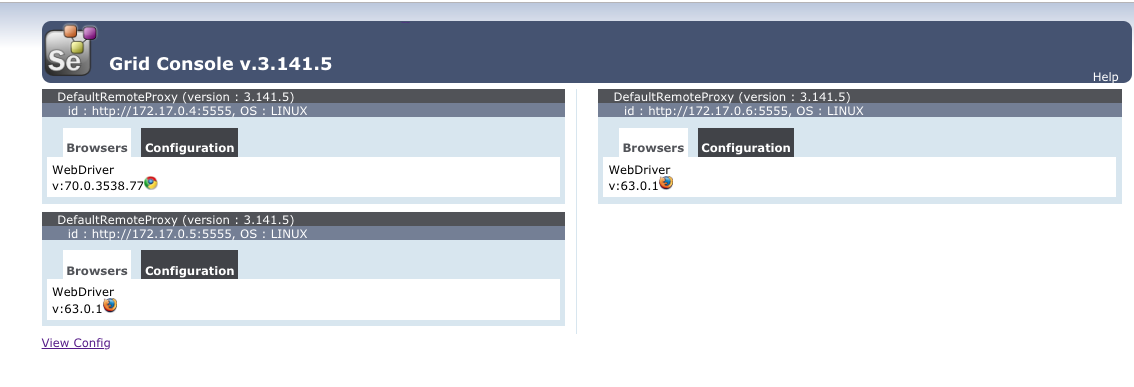 Se
Grid Console v.3.141.5
Help
DefaultRemoteProxy (version : 3.141.5)
id : http://172.17.0.4:5555, OS : LINUX
Browsers Configuration
WebDriver
v:70.0.3538.77
DefaultRemoteProxy (version : 3.141.5)
id : http://172.17.0.5:5555, OS : LINUX
Browsers Configuration
WebDriver
v:63.0.1
DefaultRemoteProxy (version : 3.141.5)
id : http://172.17.0.6:5555, OS : LINUX
Browsers Configuration
WebDriver
v:63.0.1
View Config